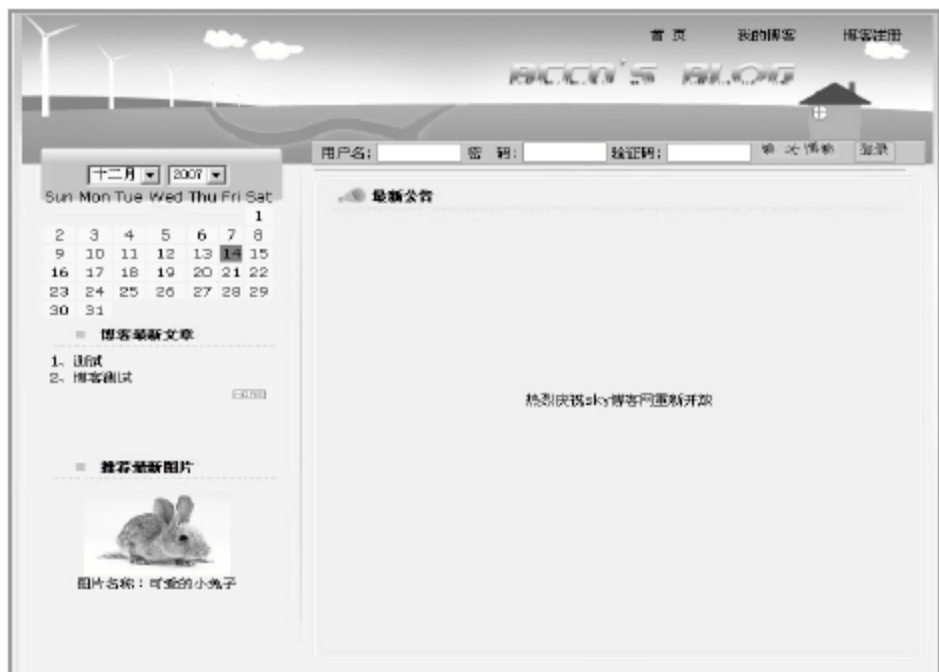 首 页 我的博客 博客注册
BCCD'S BLOG
用户名: 密 码: 验证码: 登录
十二月 2007
Sun Mon Tue Wed Thu Fri Sat
1
2 3 4 5 6 7 8
9 10 11 12 13 14 15
16 17 18 19 20 21 22
23 24 25 26 27 28 29
30 31
博客最新文章
1、测试
2、博客测试
推荐最新图片
图片名称：可爱的小兔子
最新公告
热烈庆祝sky博客网重新开放